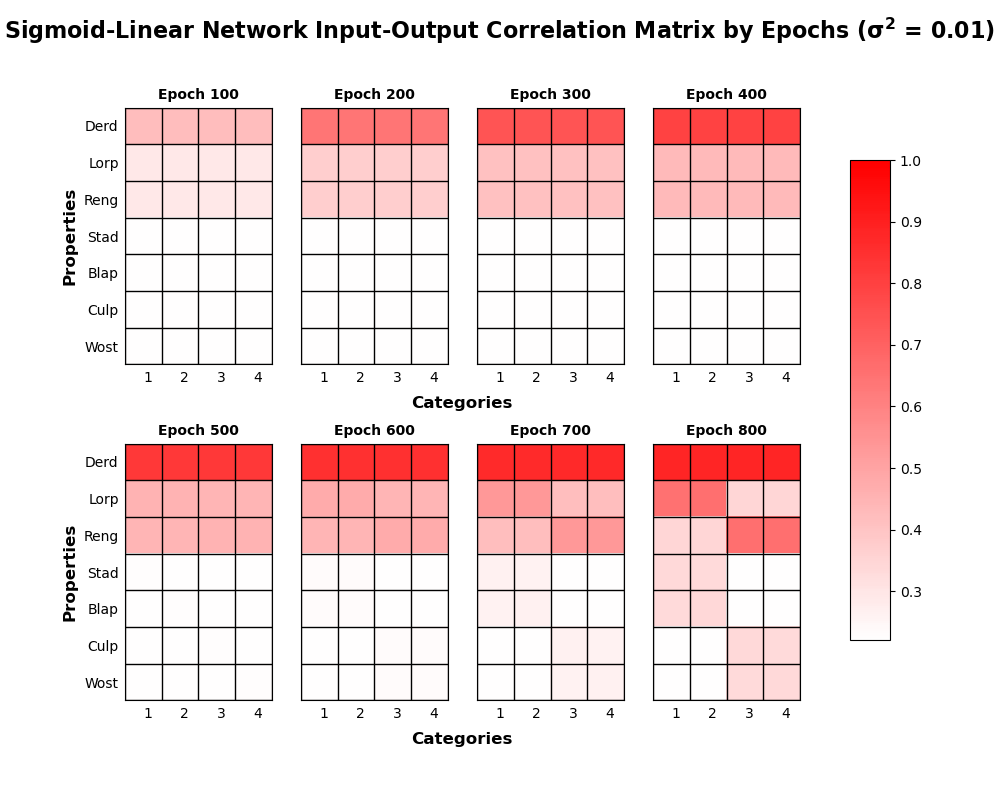 Sigmoid-Linear Network Input-Output Correlation Matrix by Epochs (σ² = 0.01)
Epoch 100 Epoch 200 Epoch 300 Epoch 400
Properties
Derd
Lorp
Reng
Stad
Blap
Culp
Wost
1 2 3 4 1 2 3 4 1 2 3 4 1 2 3 4
Categories
Epoch 500 Epoch 600 Epoch 700 Epoch 800
Properties
Derd
Lorp
Reng
Stad
Blap
Culp
Wost
1 2 3 4 1 2 3 4 1 2 3 4 1 2 3 4
Categories
1.0
0.9
0.8
0.7
0.6
0.5
0.4
0.3